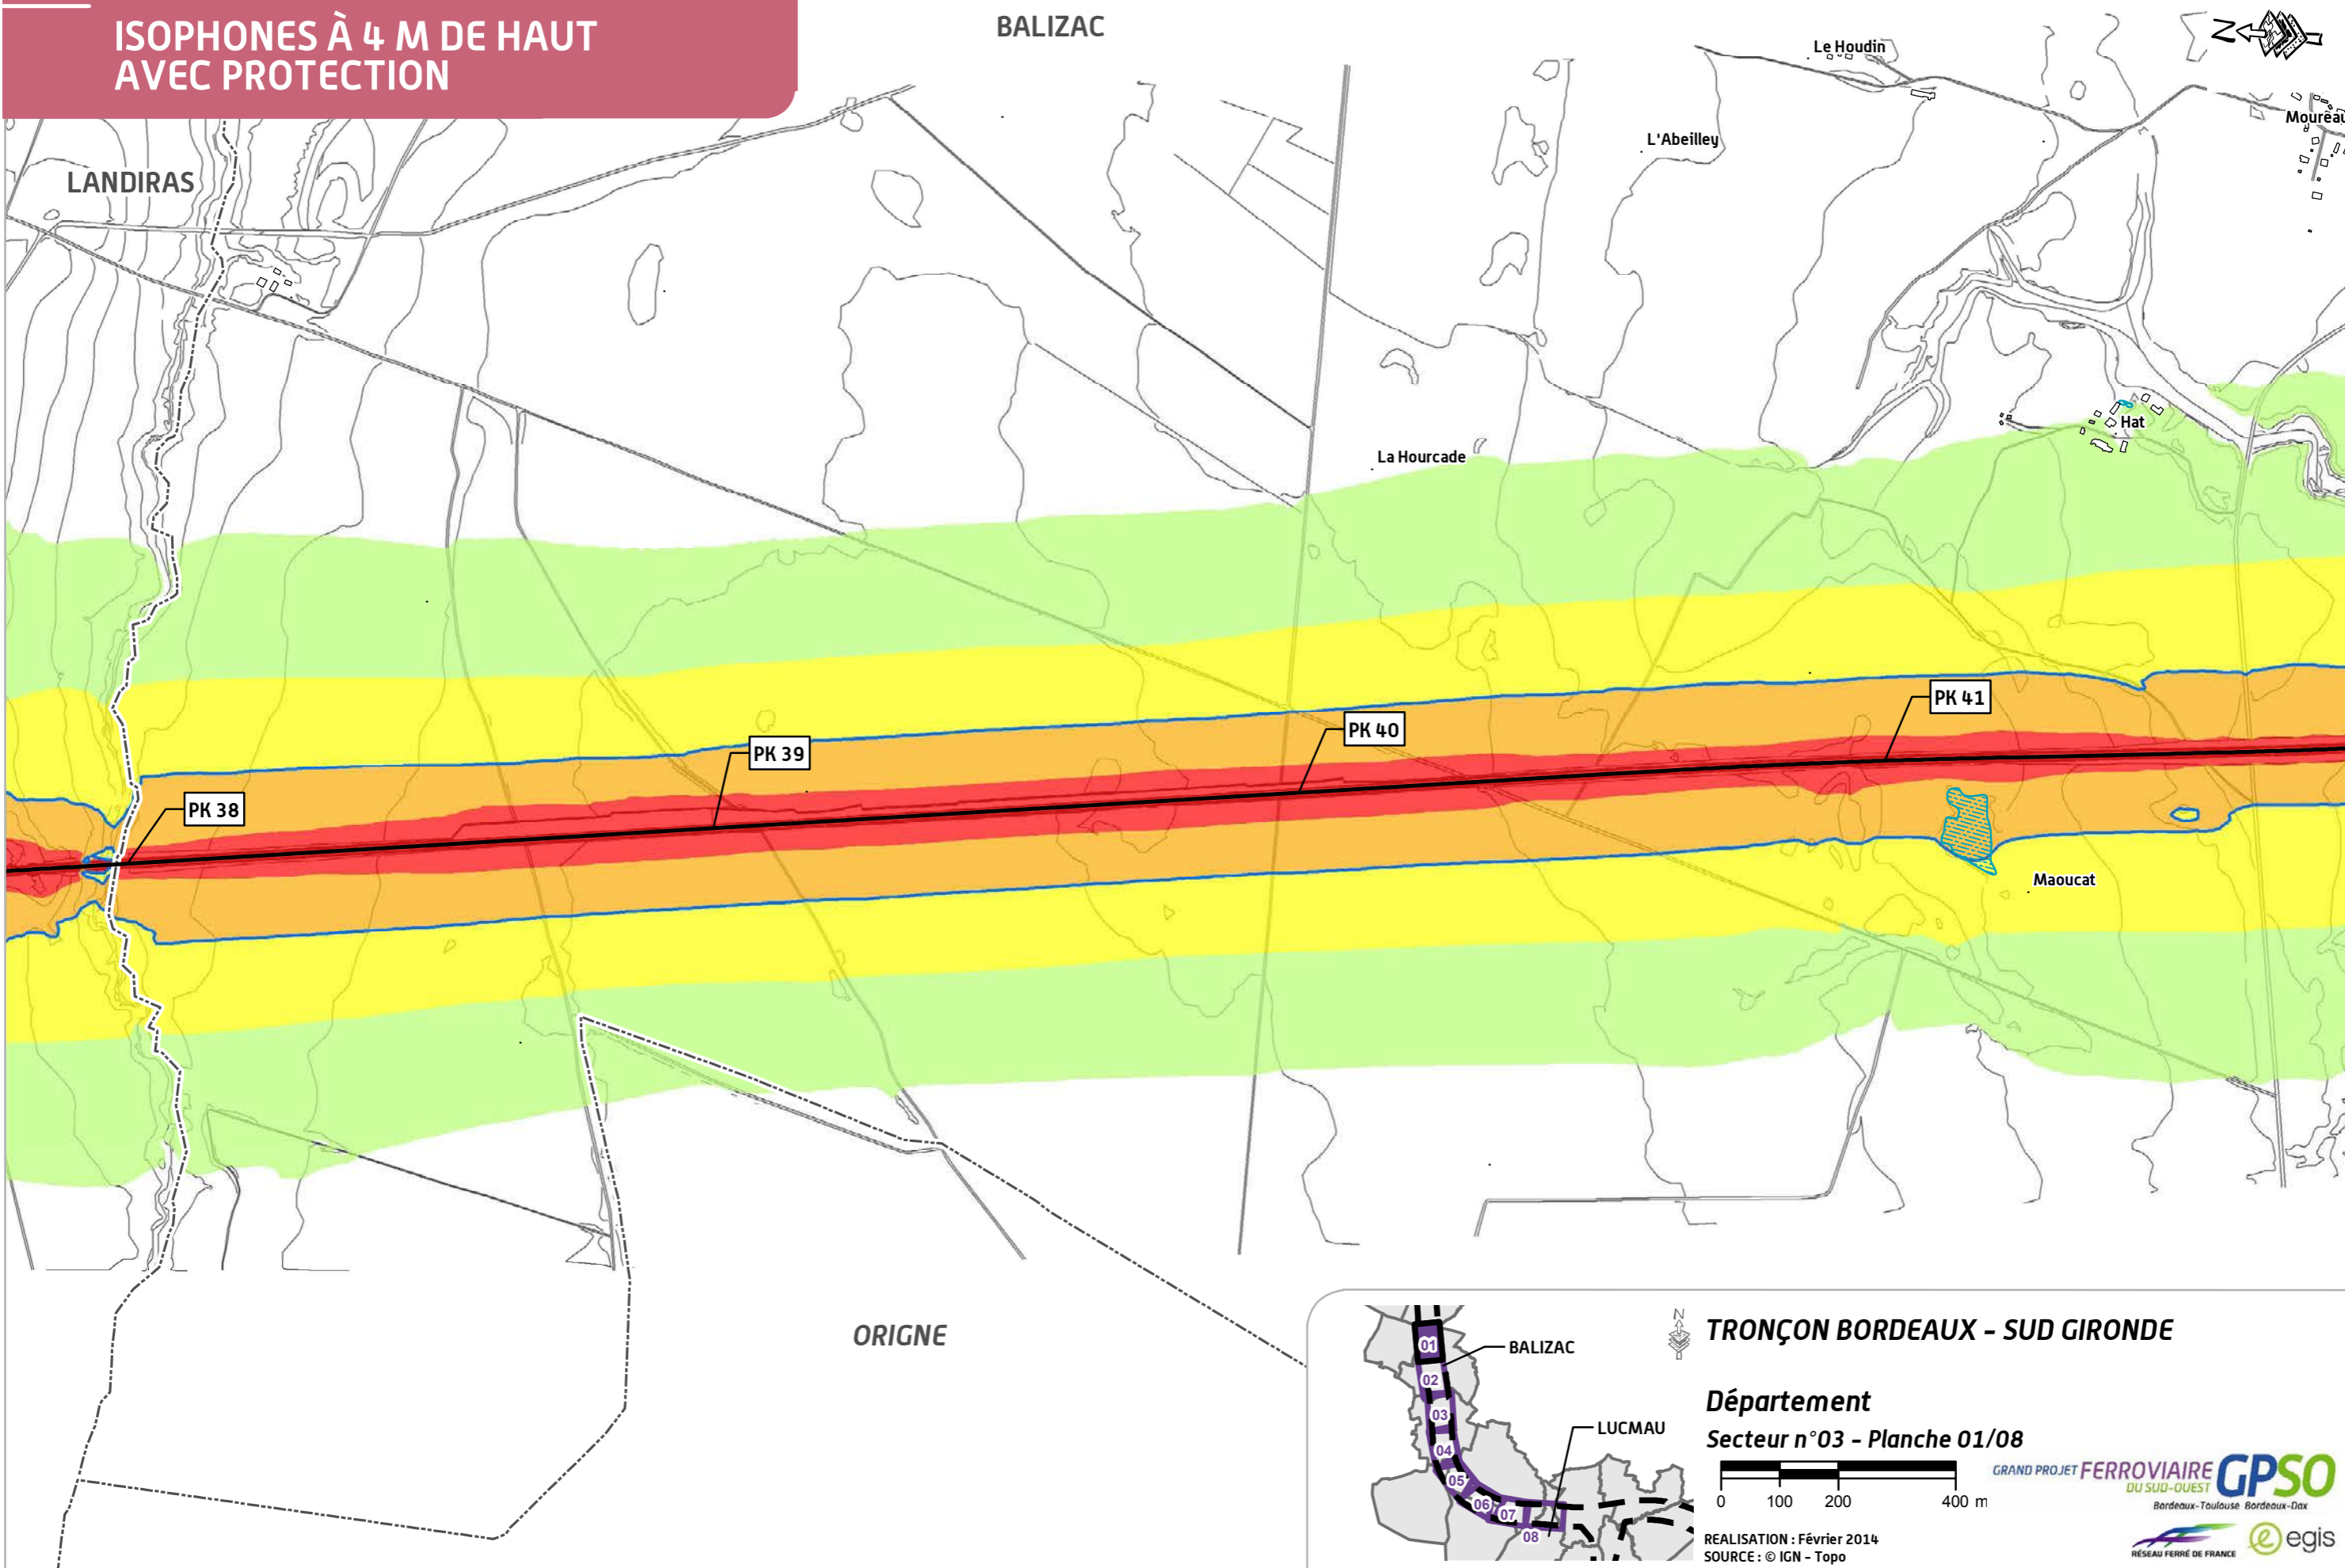 ISOPHONES À 4 M DE HAUT
AVEC PROTECTION
BALIZAC
Le Houdin
N
Moureau
L'Abeilley
LANDIRAS
Hat
La Hourcade
PK 41
PK 40
PK 39
PK 38
Maoucat
ORIGNE
01
02
03
04
05
06
07
08
BALIZAC
LUCMAU
N
TRONÇON BORDEAUX - SUD GIRONDE
Département
Secteur n°03 - Planche 01/08
0 100 200 400 m
REALISATION : Février 2014
SOURCE : © IGN - Topo
GRAND PROJET FERROVIAIRE
DU SUD-OUEST
GPSO
Bordeaux-Toulouse Bordeaux-Dax
RÉSEAU FERRÉ DE FRANCE
egis